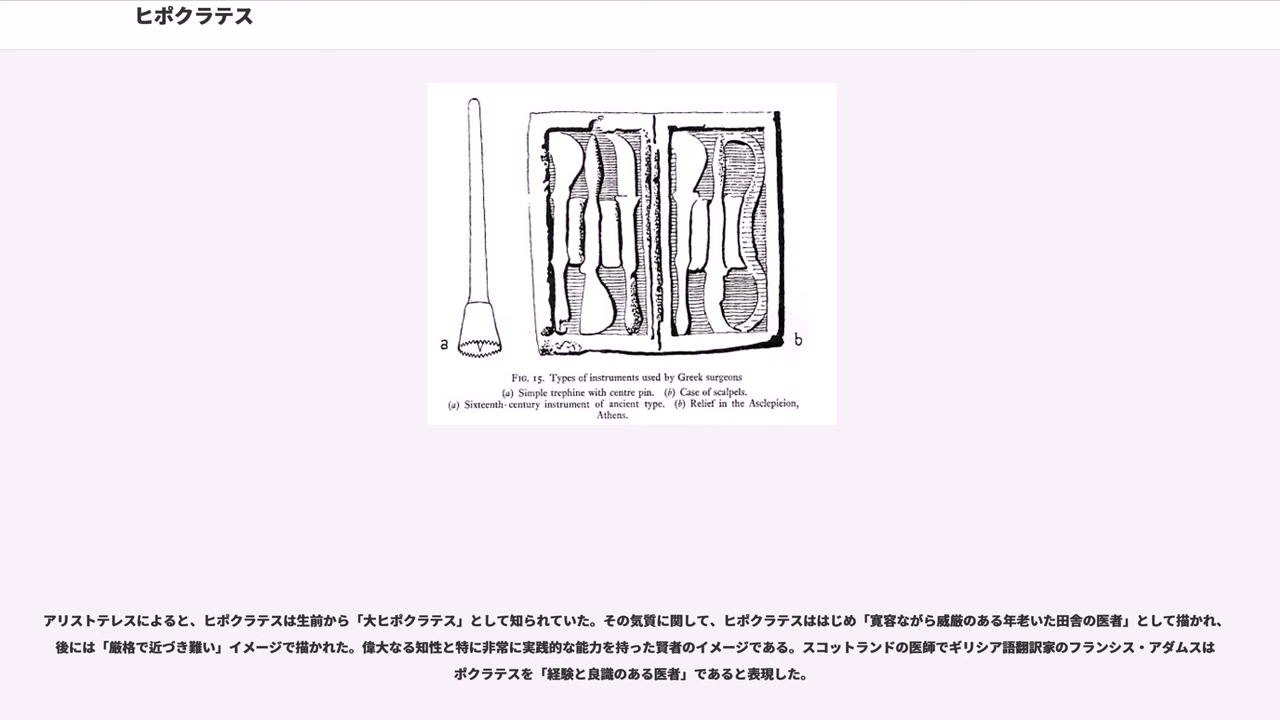 ヒポクラテス
a
b
FIG. 15. Types of instruments used by Greek surgeons
(a) Simple trephine with centre pin. (b) Case of scalpels.
(a) Sixteenth-century instrument of ancient type. (b) Relief in the Asclepieion,
Athens.
アリストテレスによると、ヒポクラテスは生前から「大ヒポクラテス」として知られていた。その気質に関して、ヒポクラテスははじめ「寛容ながら威厳のある年老いた田舎の医者」として描かれ、
後には「厳格で近づき難い」イメージで描かれた。偉大なる知性と特に非常に実践的な能力を持った賢者のイメージである。スコットランドの医師でギリシア語翻訳家のフランシス・アダムスは
ポクラテスを「経験と良識のある医者」であると表現した。